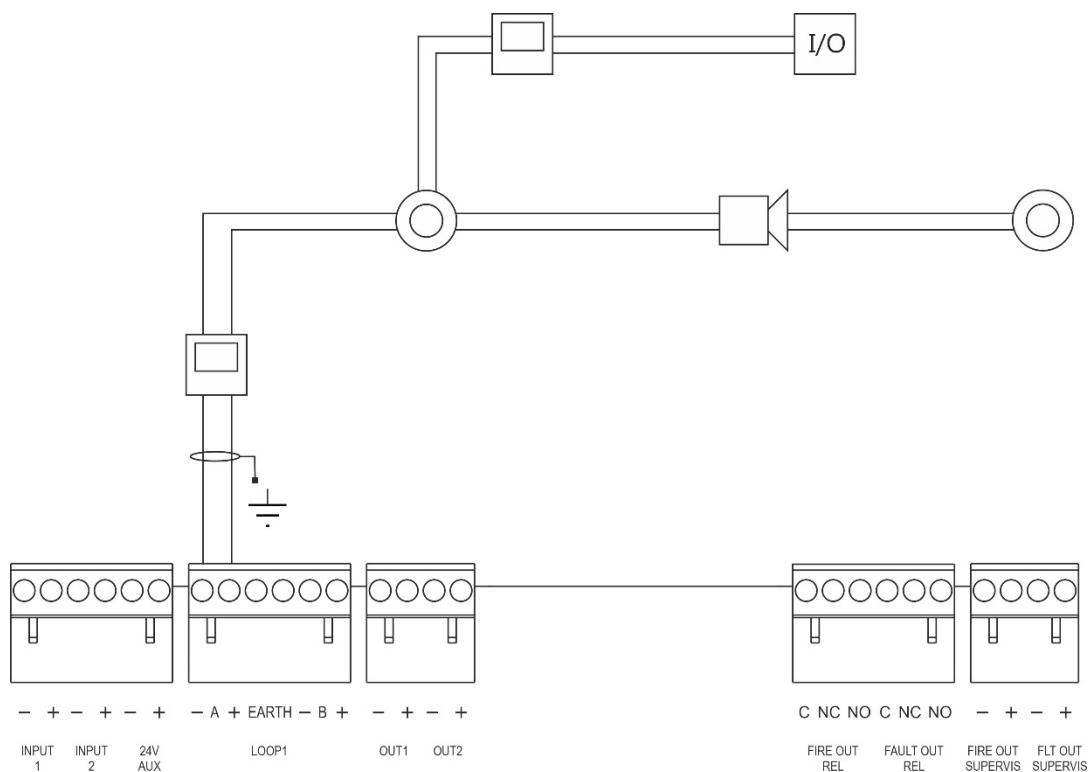 I/O
− + − + − + − A + EARTH − B + − + − + C NC NO C NC NO − + − +
INPUT 1 INPUT 2 24V AUX LOOP1 OUT1 OUT2 FIRE OUT REL FAULT OUT REL FIRE OUT SUPERVIS FLT OUT SUPERVIS